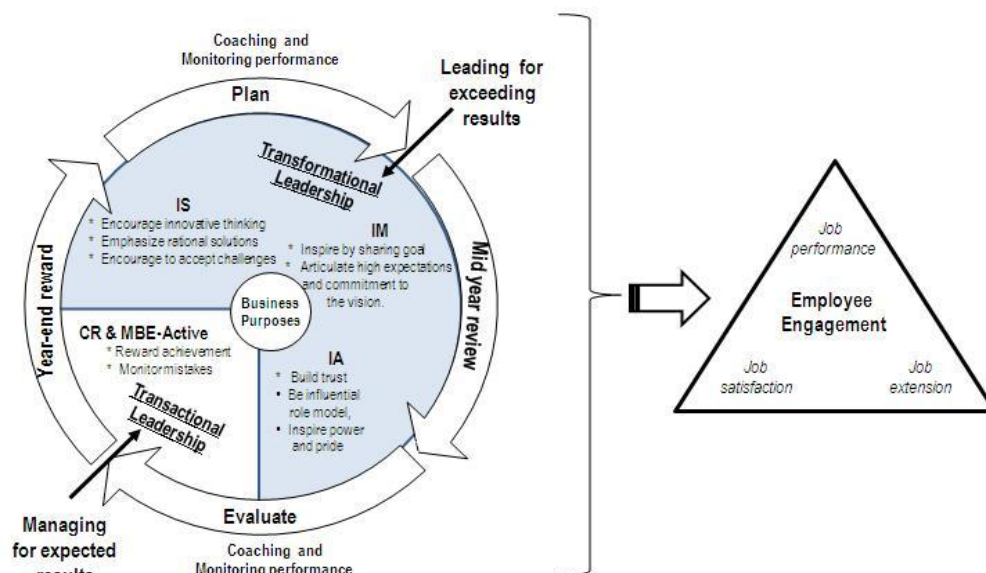 Coaching and
Monitoring performance
Plan
Leading for
exceeding
results
Transformational
Leadership
IS
* Encourage innovative thinking
* Emphasize rational solutions
* Encourage to accept challenges
IM
* Inspire by sharing goal
* Articulate high expectations
and commitment to
the vision.
Mid year review
Year-end reward
Business
Purposes
CR & MBE-Active
* Reward achievement
* Monitor mistakes
Transactional
Leadership
IA
* Build trust
• Be influential
role model,
• Inspire power
and pride
Evaluate
Managing
for expected
results
Coaching and
Monitoring performance
Job
performance
Employee
Engagement
Job
satisfaction
Job
extension